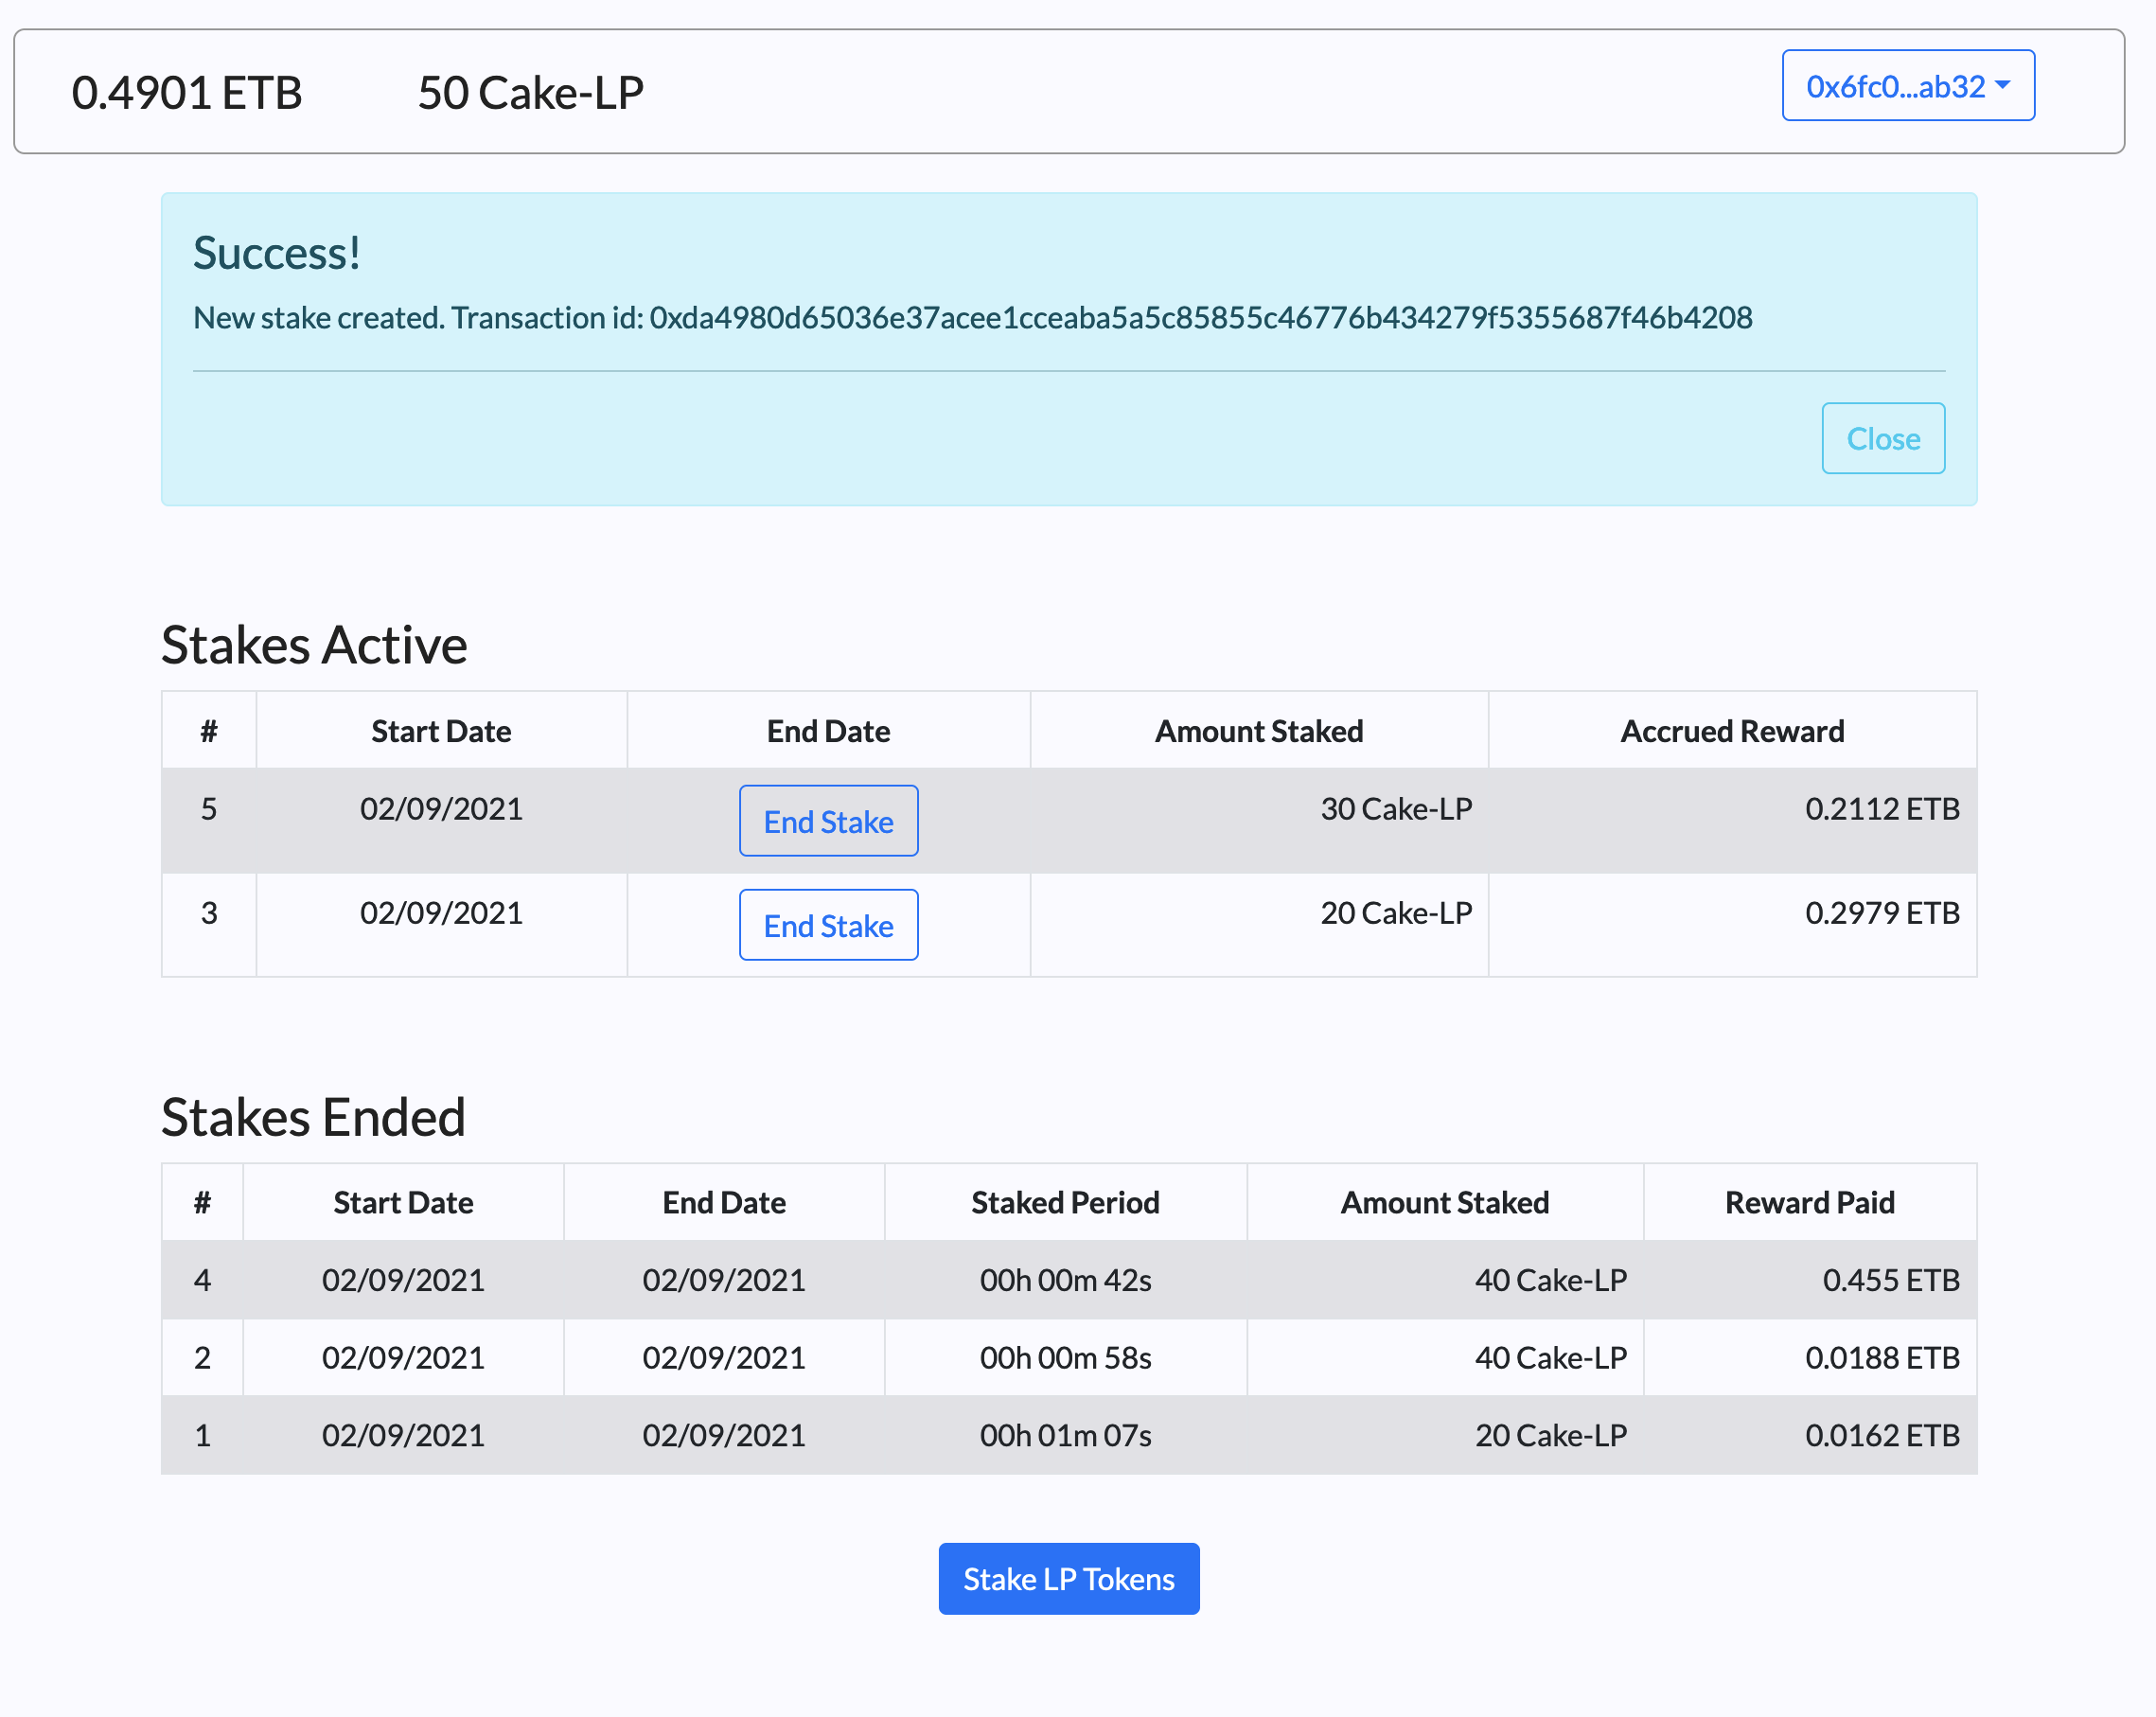 0.4901 ETB 50 Cake-LP 0x6fc0...ab32
Success!
New stake created. Transaction id: 0xda4980d65036e37acee1cceaba5a5c85855c46776b434279f5355687f46b4208
Close
Stakes Active
# Start Date End Date Amount Staked Accrued Reward
5 02/09/2021 End Stake 30 Cake-LP 0.2112 ETB
3 02/09/2021 End Stake 20 Cake-LP 0.2979 ETB
Stakes Ended
# Start Date End Date Staked Period Amount Staked Reward Paid
4 02/09/2021 02/09/2021 00h 00m 42s 40 Cake-LP 0.455 ETB
2 02/09/2021 02/09/2021 00h 00m 58s 40 Cake-LP 0.0188 ETB
1 02/09/2021 02/09/2021 00h 01m 07s 20 Cake-LP 0.0162 ETB
Stake LP Tokens